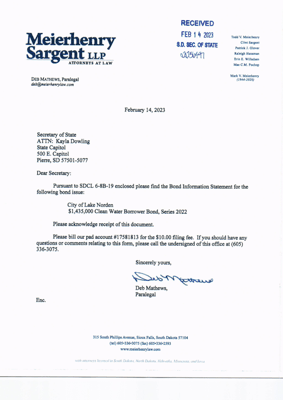 Meierhenry
Sargent LLP
ATTORNEYS AT LAW
RECEIVED
FEB 14 2023
S.D. SEC. OF STATE
Todd V. Meierhenry
Clint Sargent
Patrick J. Glover
Raleigh Hansman
Mark V. Meierhenry
(1944-2020)
DEB MATHEWS, Paralegal
deb@meierhenrylaw.com
February 14, 2023
Secretary of State
ATTN: Kayla Dowling
State Capitol
500 E. Capitol
Pierre, SD 57501-5077
Dear Secretary:
Pursuant to SDCL 6-8B-19 enclosed please find the Bond Information Statement for the
following bond issue:
City of Lake Norden
$1,435,000 Clean Water Borrower Bond, Series 2022
Please acknowledge receipt of this document.
Please bill our pad account #17581813 for the $10.00 filing fee. If you should have any
questions or comments relating to this form, please call the undersigned of this office at (605)
336-3075.
Sincerely yours,
Deb Mathews
Deb Mathews,
Paralegal
Enc.
315 South Phillips Avenue, Sioux Falls, South Dakota 57104
(tel) 605-336-3075 (fax) 605-336-2593
www.meierhenrylaw.com